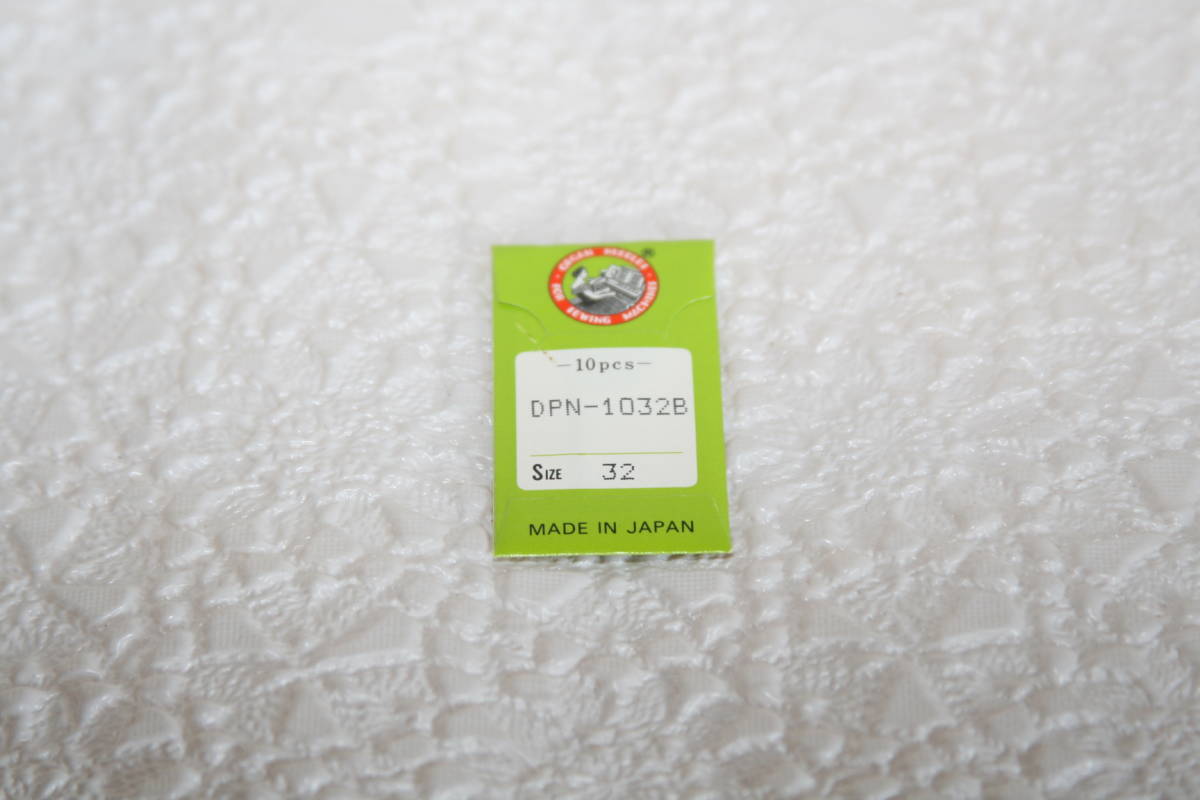 ORGAN NEEDLES
FOR SEWING MACHINES
®
-10pcs-
DPN-1032B
SIZE 32
MADE IN JAPAN